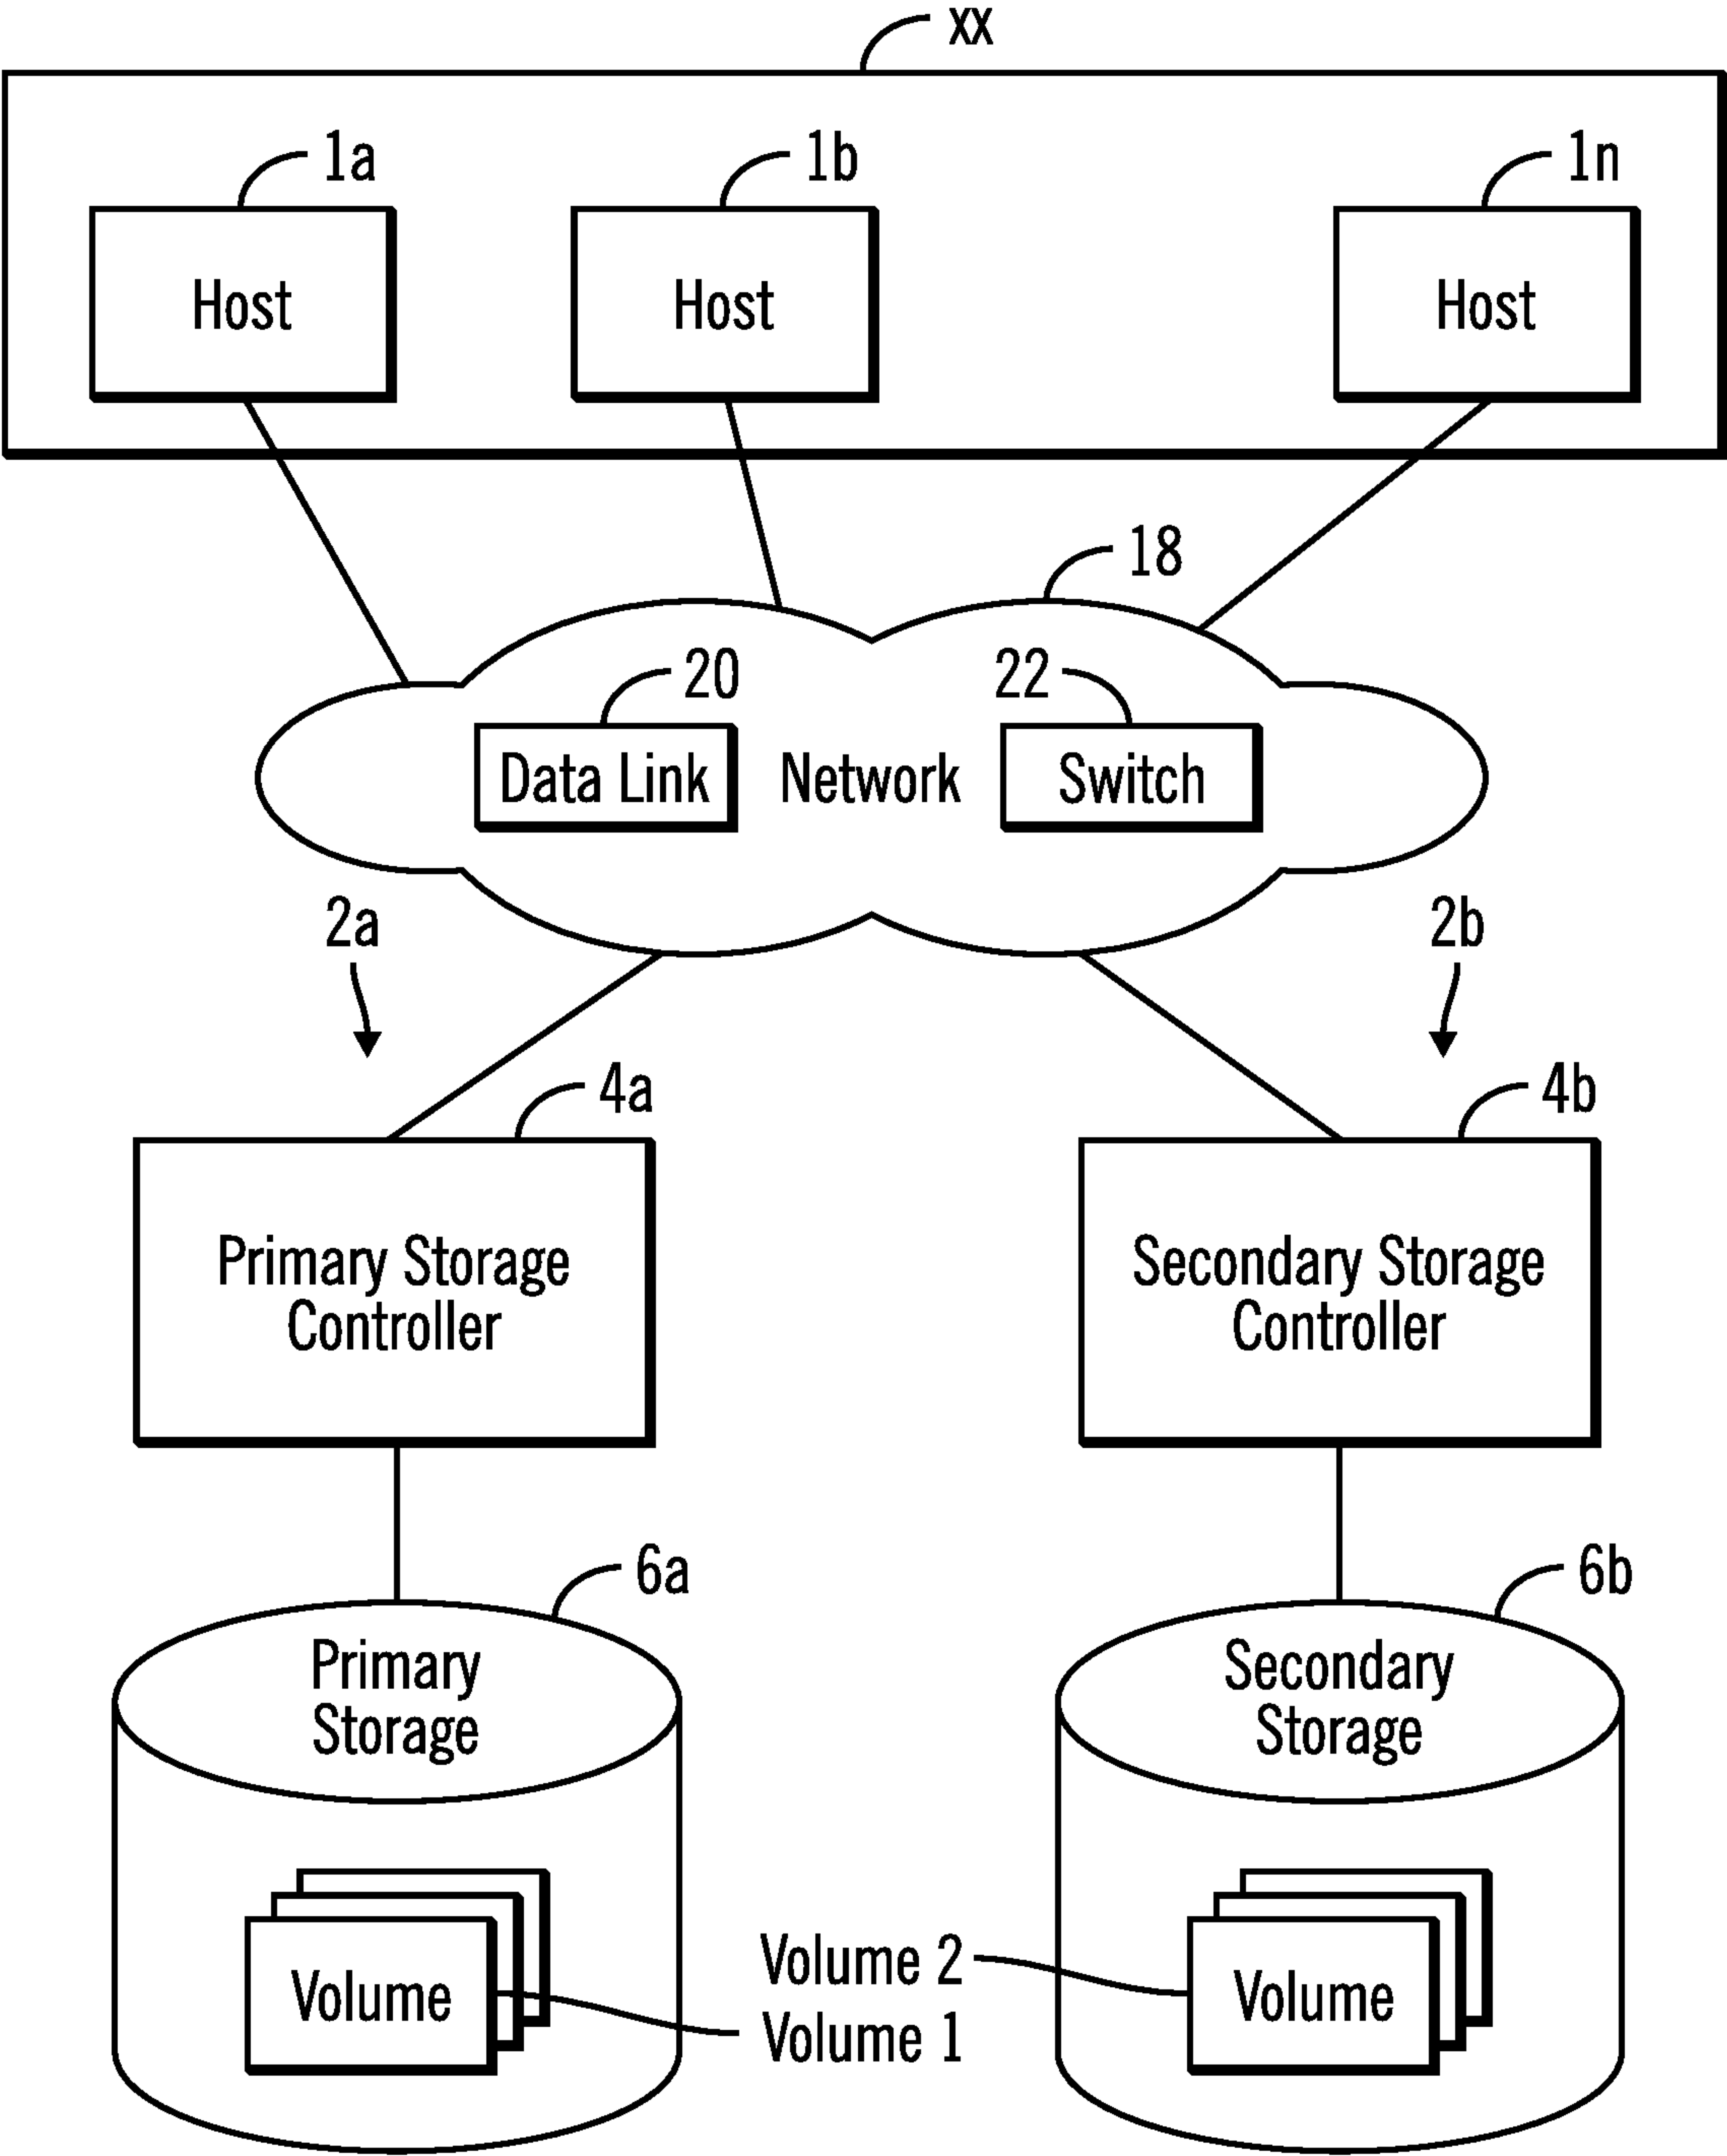 xx
1a
1b
1n
Host
Host
Host
18
20
22
Data Link
Network
Switch
2a
2b
4a
4b
Primary Storage
Controller
Secondary Storage
Controller
6a
6b
Primary
Storage
Secondary
Storage
Volume 2
Volume
Volume
Volume 1